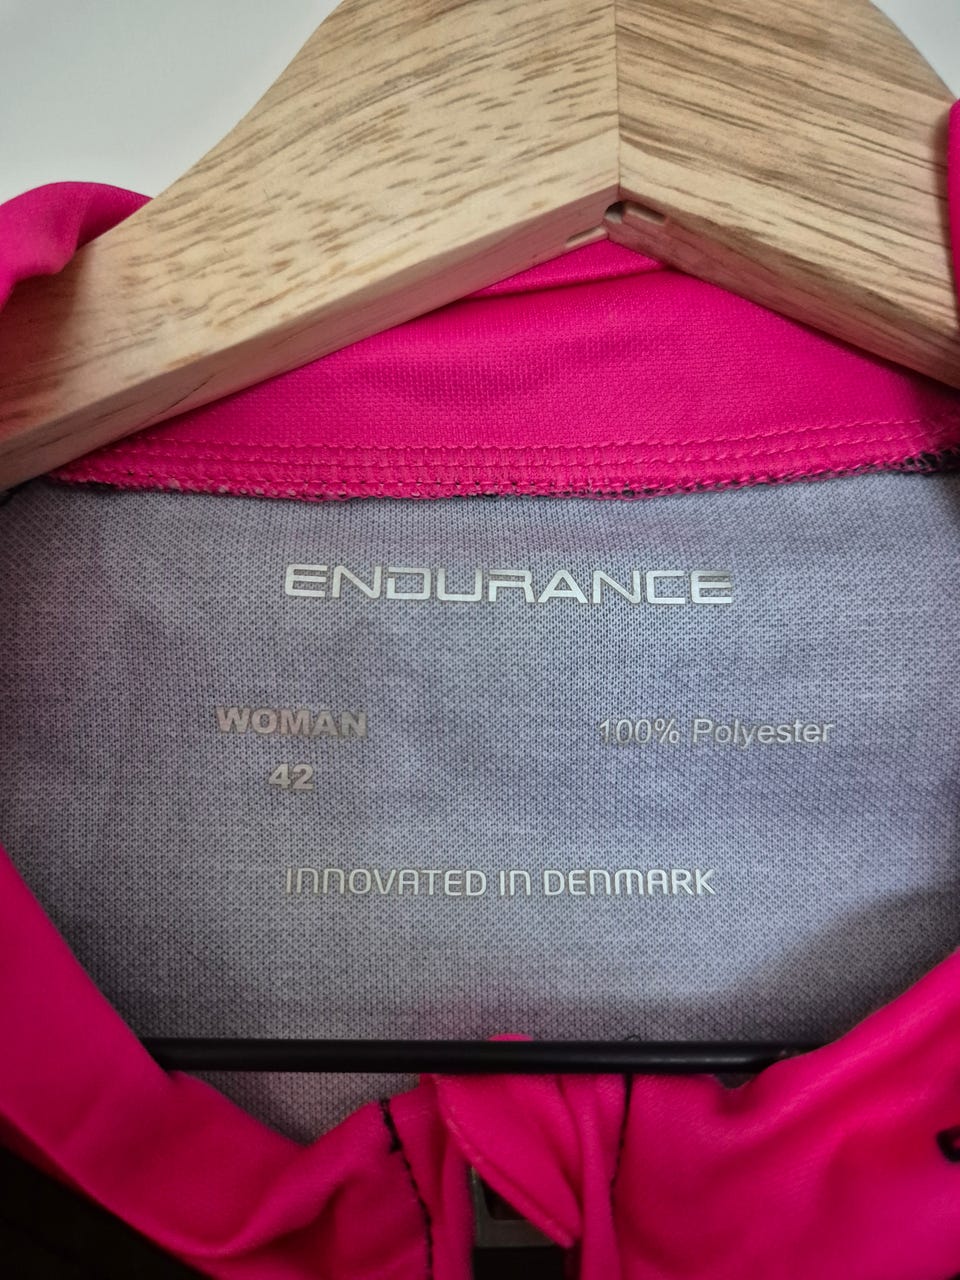 ENDURANCE
WOMAN
42
100% Polyester
INNOVATED IN DENMARK